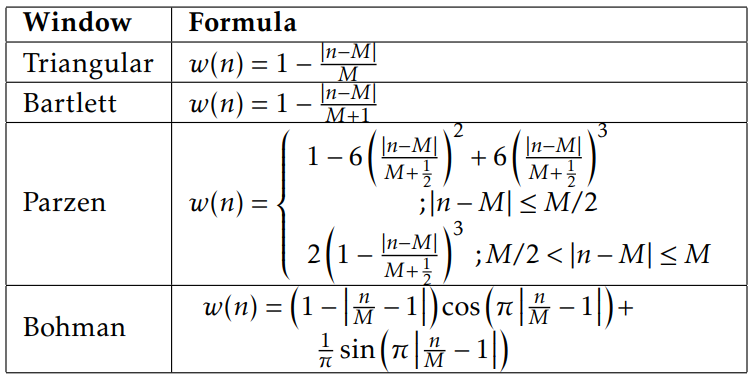 Window Formula
Triangular w(n) = 1 − |n−M|/M
Bartlett w(n) = 1 − |n−M|/(M+1)
Parzen w(n) = { 1 − 6(|n−M|/(M+1/2))^2 + 6(|n−M|/(M+1/2))^3
;|n − M| ≤ M/2
2(1 − |n−M|/(M+1/2))^3 ;M/2 < |n − M| ≤ M
Bohman w(n) = (1 − |n/M − 1|) cos(π|n/M − 1|) +
1/π sin(π|n/M − 1|)